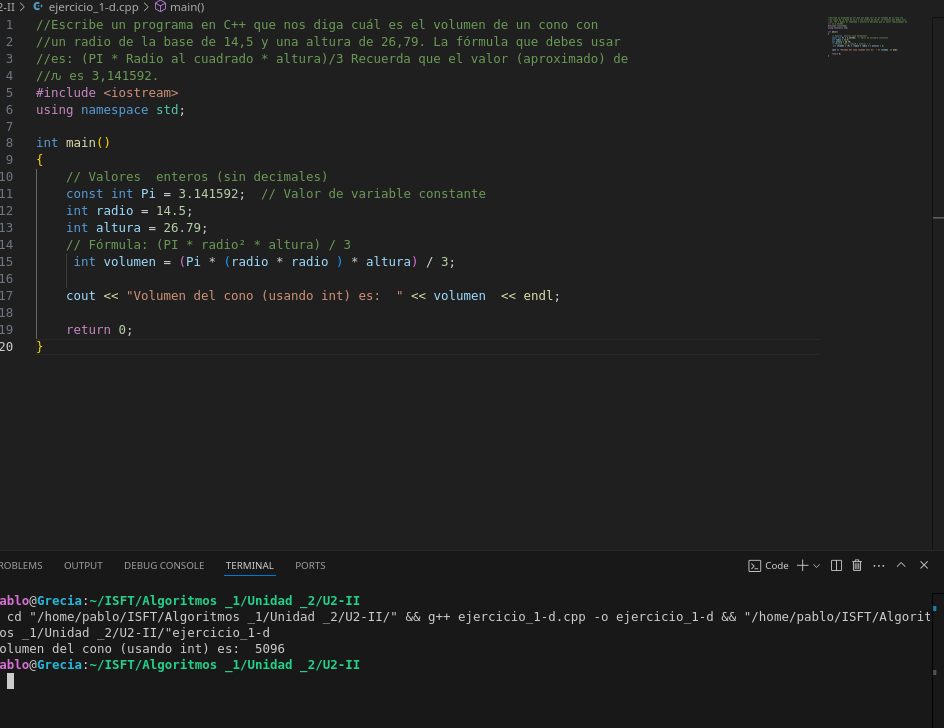 2-II > ejercicio_1-d.cpp > main()
1 //Escribe un programa en C++ que nos diga cuál es el volumen de un cono con
2 //un radio de la base de 14,5 y una altura de 26,79. La fórmula que debes usar
3 //es: (PI * Radio al cuadrado * altura)/3 Recuerda que el valor (aproximado) de
4 //π es 3,141592.
5 #include <iostream>
6 using namespace std;
7
8 int main()
9 {
10 // Valores  enteros (sin decimales)
11 const int Pi = 3.141592;  // Valor de variable constante
12 int radio = 14.5;
13 int altura = 26.79;
14 // Fórmula: (PI * radio² * altura) / 3
15 int volumen = (Pi * (radio * radio ) * altura) / 3;
16
17 cout << "Volumen del cono (usando int) es:  " << volumen  << endl;
18
19 return 0;
20 }
ROBLEMS OUTPUT DEBUG CONSOLE TERMINAL PORTS Code
ablo@Grecia:~/ISFT/Algoritmos _1/Unidad _2/U2-II
cd "/home/pablo/ISFT/Algoritmos _1/Unidad _2/U2-II/" && g++ ejercicio_1-d.cpp -o ejercicio_1-d && "/home/pablo/ISFT/Algorit
os _1/Unidad _2/U2-II/"ejercicio_1-d
olumen del cono (usando int) es:  5096
ablo@Grecia:~/ISFT/Algoritmos _1/Unidad _2/U2-II